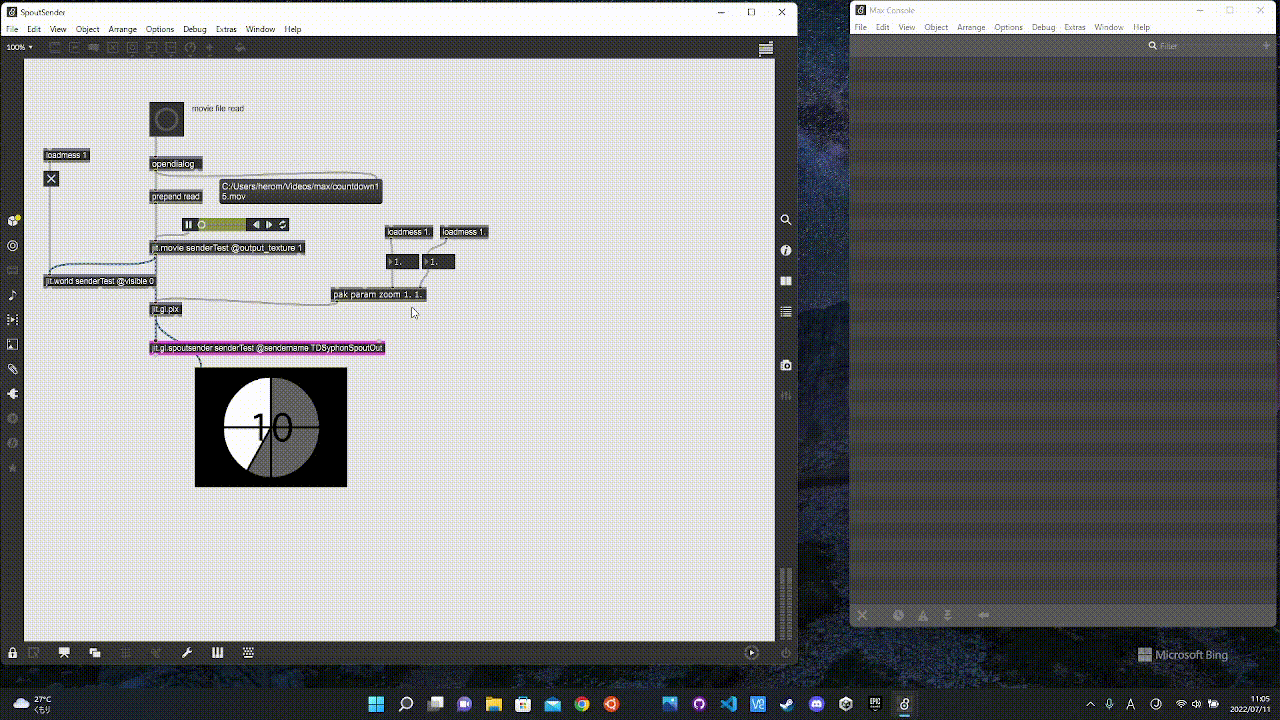 SpoutSender
File Edit View Object Arrange Options Debug Extras Window Help
100%
movie file read
loadmess 1
opendialog
C:/Users/herom/Videos/max/countdown1
5.mov
prepend read
loadmess 1. loadmess 1.
jit.movie senderTest @output_texture 1
1. 1.
jit.world senderTest @visible 0
pak param zoom 1. 1.
jit.gl.pix
jit.gl.spoutsender senderTest @sendername TDSyphonSpoutOut
10
Max Console
File Edit View Object Arrange Options Debug Extras Window Help
Filter
Microsoft Bing
27°C
くもり
A
11:05
2022/07/11